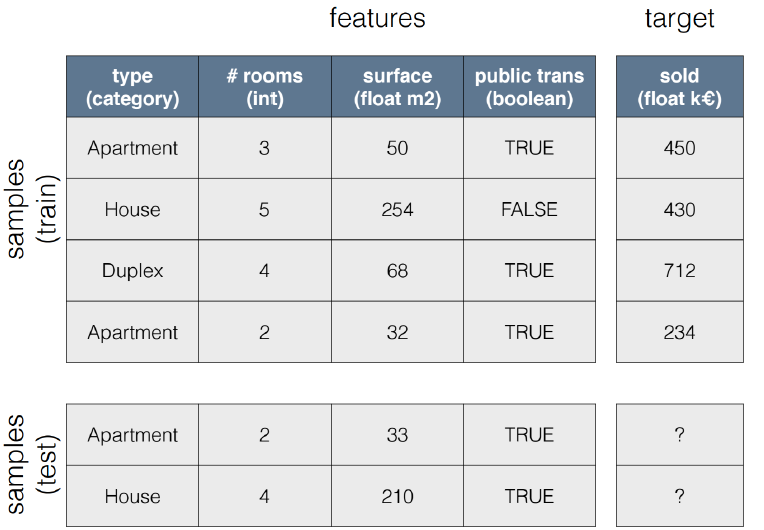 features target
type # rooms surface public trans sold
(category) (int) (float m2) (boolean) (float k€)
samples
(train)
Apartment 3 50 TRUE 450
House 5 254 FALSE 430
Duplex 4 68 TRUE 712
Apartment 2 32 TRUE 234
samples
(test)
Apartment 2 33 TRUE ?
House 4 210 TRUE ?